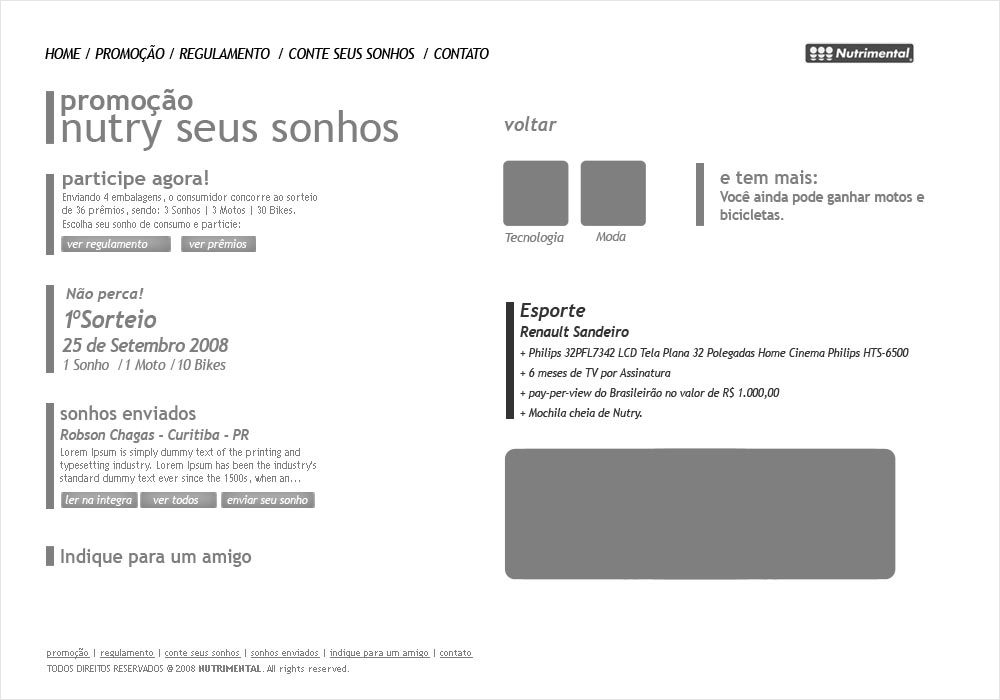 HOME / PROMOÇÃO / REGULAMENTO / CONTE SEUS SONHOS / CONTATO
Nutrimental
promoção
nutry seus sonhos
participe agora!
Enviando 4 embalagens, o consumidor concorre ao sorteio
de 36 prêmios, sendo: 3 Sonhos | 3 Motos | 30 Bikes.
Escolha seu sonho de consumo e particie:
ver regulamento
ver prêmios
Não perca!
1ºSorteio
25 de Setembro 2008
1 Sonho / 1 Moto / 10 Bikes
sonhos enviados
Robson Chagas - Curitiba - PR
Lorem Ipsum is simply dummy text of the printing and
typesetting industry. Lorem Ipsum has been the industry's
standard dummy text ever since the 1500s, when an...
ler na íntegra
ver todos
enviar seu sonho
Indique para um amigo
voltar
Tecnologia
Moda
e tem mais:
Você ainda pode ganhar motos e
bicicletas.
Esporte
Renault Sandeiro
+ Philips 32PFL7342 LCD Tela Plana 32 Polegadas Home Cinema Philips HTS-6500
+ 6 meses de TV por Assinatura
+ pay-per-view do Brasileirão no valor de R$ 1.000,00
+ Mochila cheia de Nutry.
promoção | regulamento | conte seus sonhos | sonhos enviados | indique para um amigo | contato
TODOS DIREITOS RESERVADOS @ 2008 NUTRIMENTAL. All rights reserved.